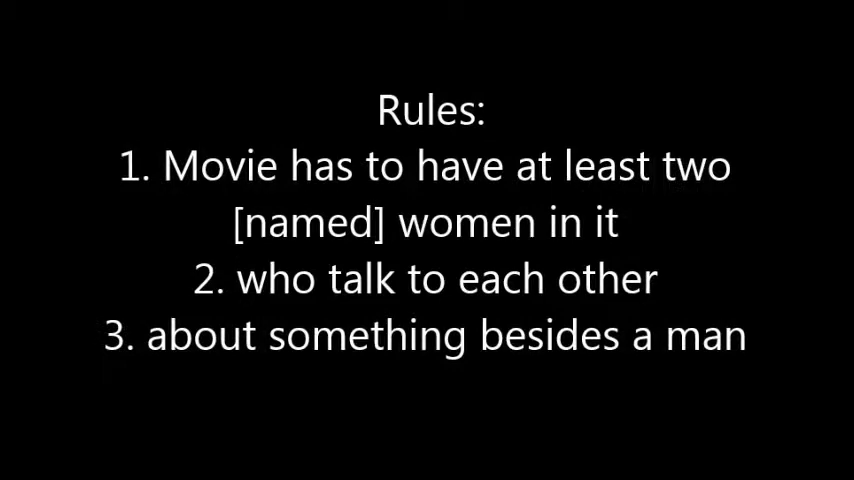 Rules:
1. Movie has to have at least two
[named] women in it
2. who talk to each other
3. about something besides a man